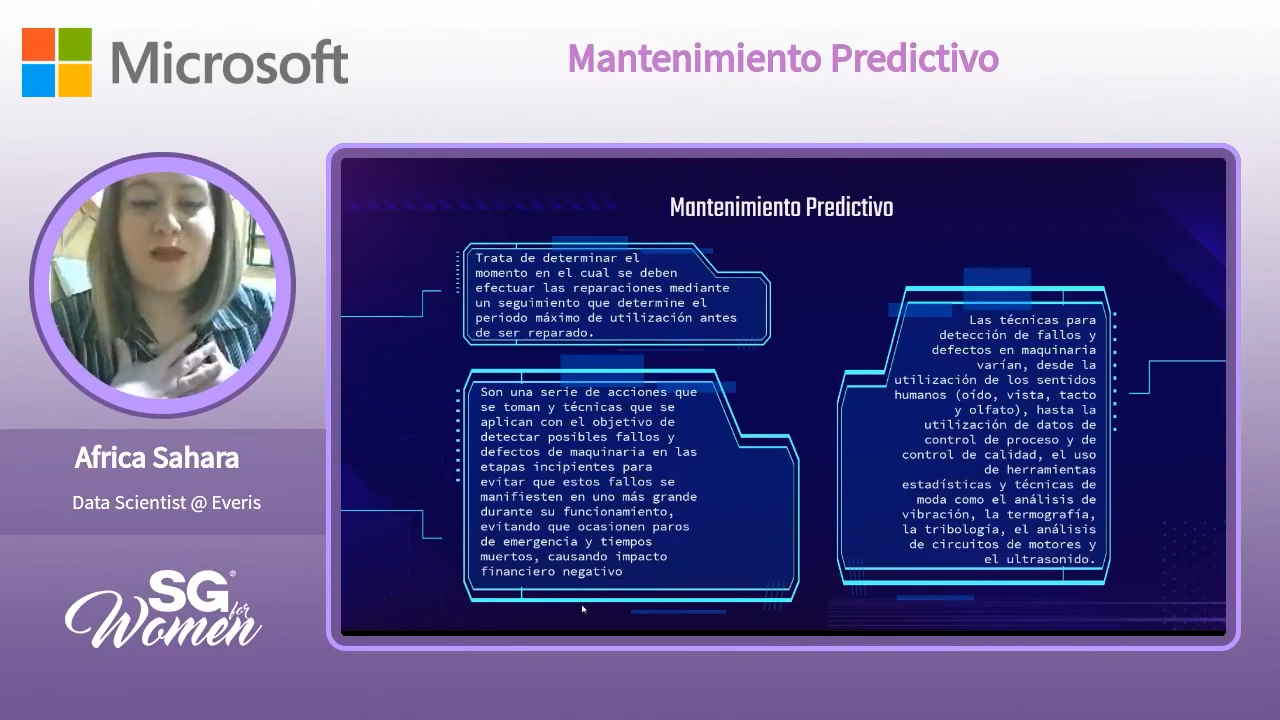 Microsoft
Mantenimiento Predictivo
Mantenimiento Predictivo
Trata de determinar el
momento en el cual se deben
efectuar las reparaciones mediante
un seguimiento que determine el
periodo máximo de utilización antes
de ser reparado.
Son una serie de acciones que
se toman y técnicas que se
aplican con el objetivo de
detectar posibles fallos y
defectos de maquinaria en las
etapas incipientes para
evitar que estos fallos se
manifiesten en uno más grande
durante su funcionamiento,
evitando que ocasionen paros
de emergencia y tiempos
muertos, causando impacto
financiero negativo
Las técnicas para
detección de fallos y
defectos en maquinaria
varían, desde la
utilización de los sentidos
humanos (oído, vista, tacto
y olfato), hasta la
utilización de datos de
control de proceso y de
control de calidad, el uso
de herramientas
estadísticas y técnicas de
moda como el análisis de
vibración, la termografía,
la tribología, el análisis
de circuitos de motores y
el ultrasonido.
Africa Sahara
Data Scientist @ Everis
SG®
for
Women